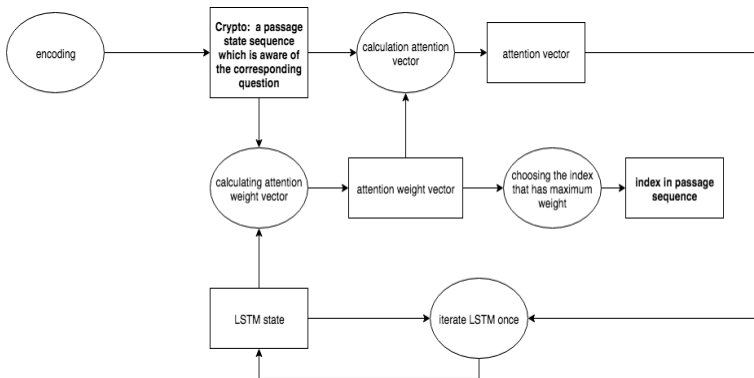 Crypto:  a passage
state sequence
which is aware of
the corresponding
question
encoding
calculation attention
vector
attention vector
calculating attention
weight vector
attention weight vector
choosing the index
that has maximum
weight
index in passage
sequence
LSTM state
iterate LSTM once